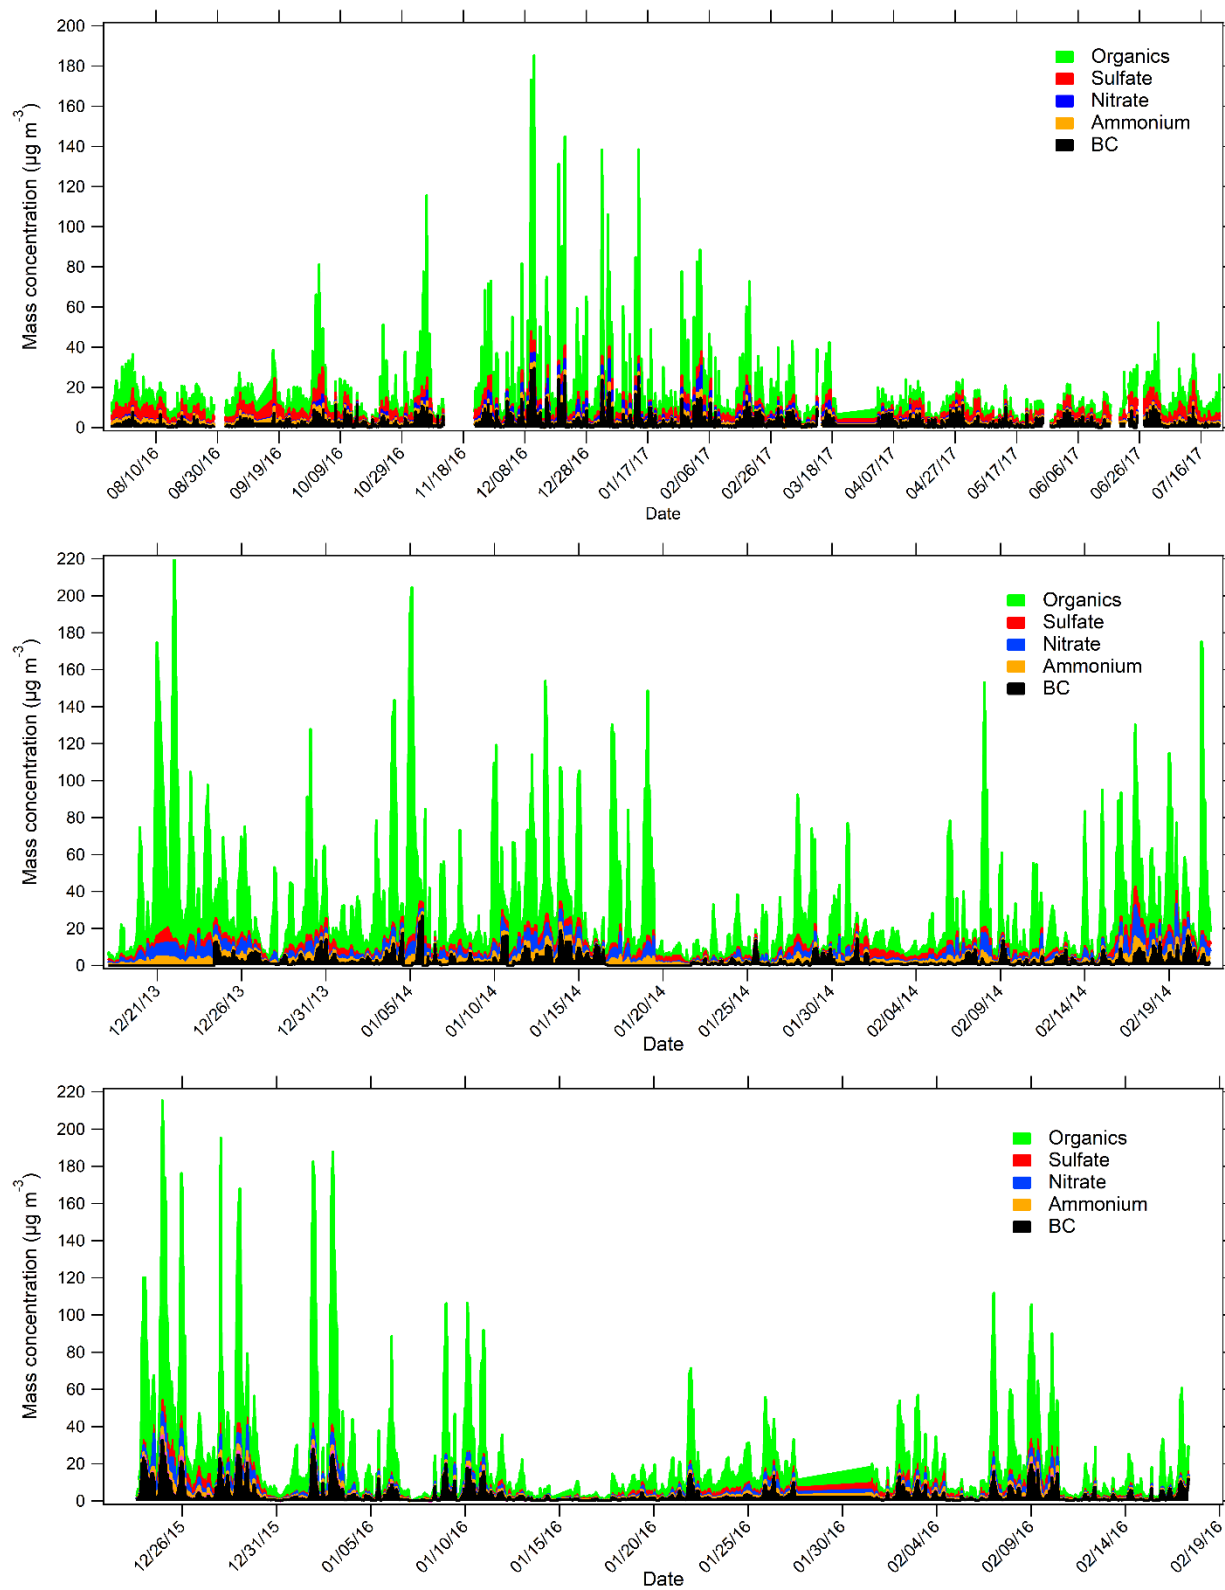 200
180
160
140
120
100
80
60
40
20
0
Mass concentration (µg m⁻³)
Organics
Sulfate
Nitrate
Ammonium
BC
08/10/16 08/30/16 09/19/16 10/09/16 10/29/16 11/18/16 12/08/16 12/28/16 01/17/17 02/06/17 02/26/17 03/18/17 04/07/17 04/27/17 05/17/17 06/06/17 06/26/17 07/16/17
Date
220
200
180
160
140
120
100
80
60
40
20
0
Mass concentration (µg m⁻³)
Organics
Sulfate
Nitrate
Ammonium
BC
12/21/13 12/26/13 12/31/13 01/05/14 01/10/14 01/15/14 01/20/14 01/25/14 01/30/14 02/04/14 02/09/14 02/14/14 02/19/14
Date
220
200
180
160
140
120
100
80
60
40
20
0
Mass concentration (µg m⁻³)
Organics
Sulfate
Nitrate
Ammonium
BC
12/26/15 12/31/15 01/05/16 01/10/16 01/15/16 01/20/16 01/25/16 01/30/16 02/04/16 02/09/16 02/14/16 02/19/16
Date